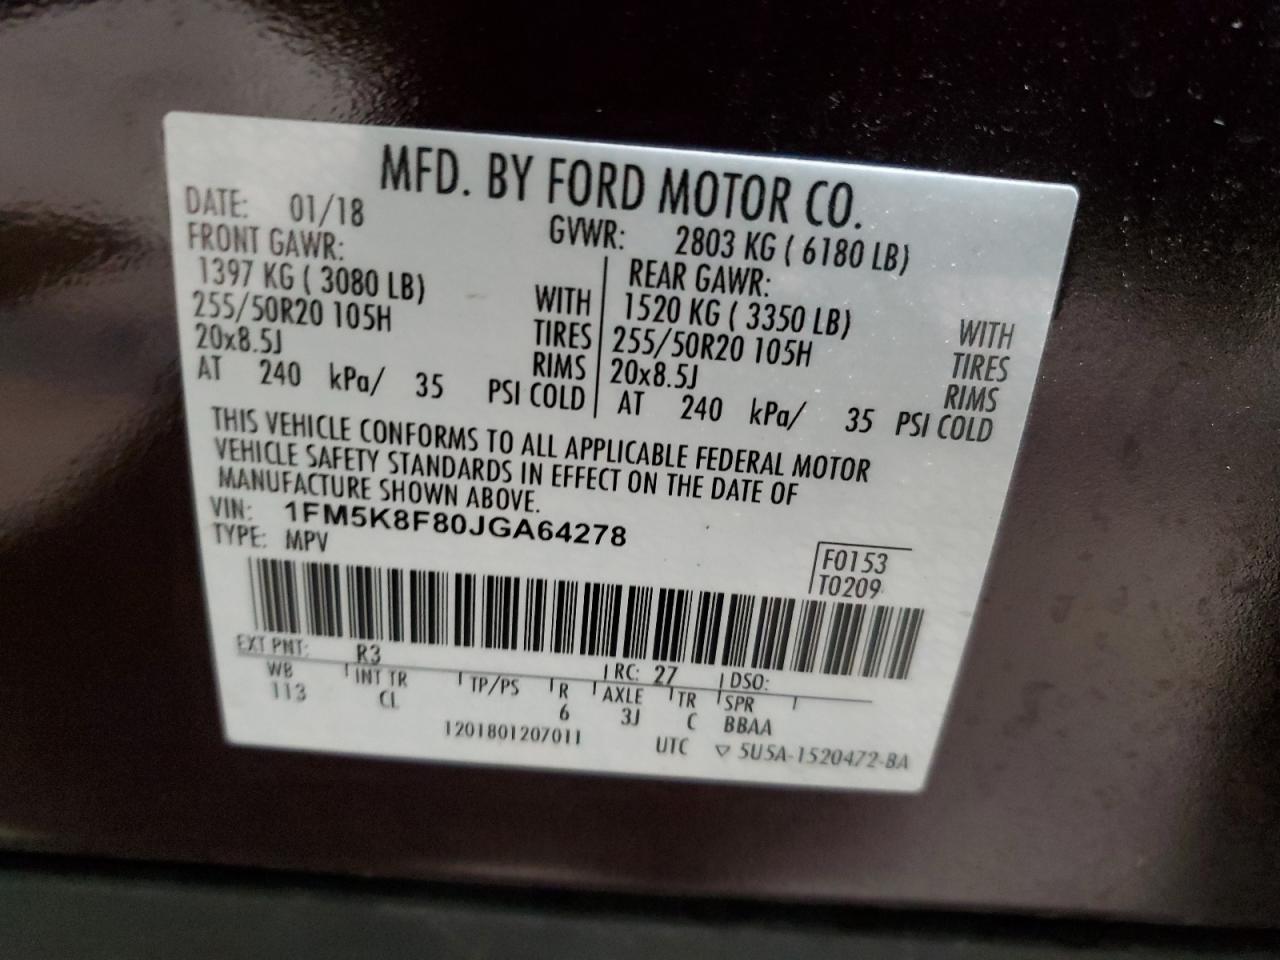 MFD. BY FORD MOTOR CO.
DATE: 01/18 GVWR: 2803 KG ( 6180 LB)
FRONT GAWR: REAR GAWR:
1397 KG ( 3080 LB) WITH 1520 KG ( 3350 LB) WITH
255/50R20 105H TIRES 255/50R20 105H TIRES
20x8.5J RIMS 20x8.5J RIMS
AT 240 kPa/ 35 PSI COLD AT 240 kPa/ 35 PSI COLD
THIS VEHICLE CONFORMS TO ALL APPLICABLE FEDERAL MOTOR
VEHICLE SAFETY STANDARDS IN EFFECT ON THE DATE OF
MANUFACTURE SHOWN ABOVE.
VIN: 1FM5K8F80JGA64278
TYPE: MPV
F0153
T0209
EXT PNT: R3 RC: 27 DSO:
WB INT TR TP/PS R AXLE TR SPR
113 CL 6 3J C BBAA
1201801207011 UTC ▽ 5U5A-1520472-BA